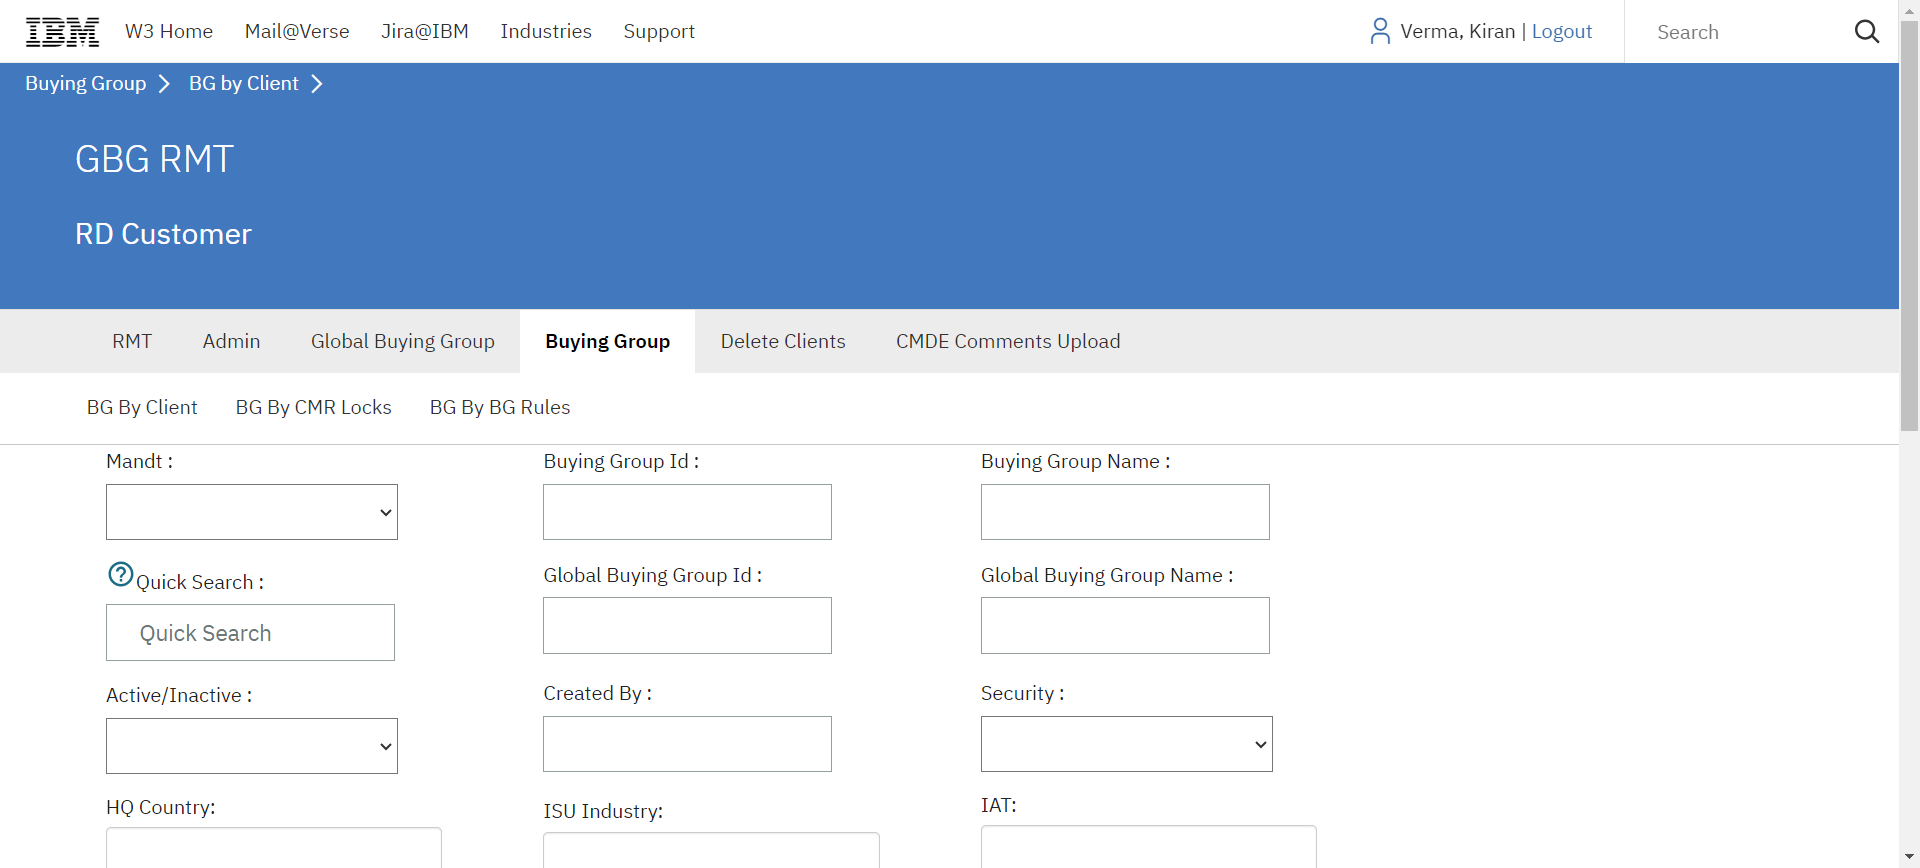 IBM W3 Home Mail@Verse Jira@IBM Industries Support Verma, Kiran | Logout Search
Buying Group BG by Client
GBG RMT
RD Customer
RMT Admin Global Buying Group Buying Group Delete Clients CMDE Comments Upload
BG By Client BG By CMR Locks BG By BG Rules
Mandt : Buying Group Id : Buying Group Name :
Quick Search : Global Buying Group Id : Global Buying Group Name :
Quick Search
Active/Inactive : Created By : Security :
HQ Country: ISU Industry: IAT: